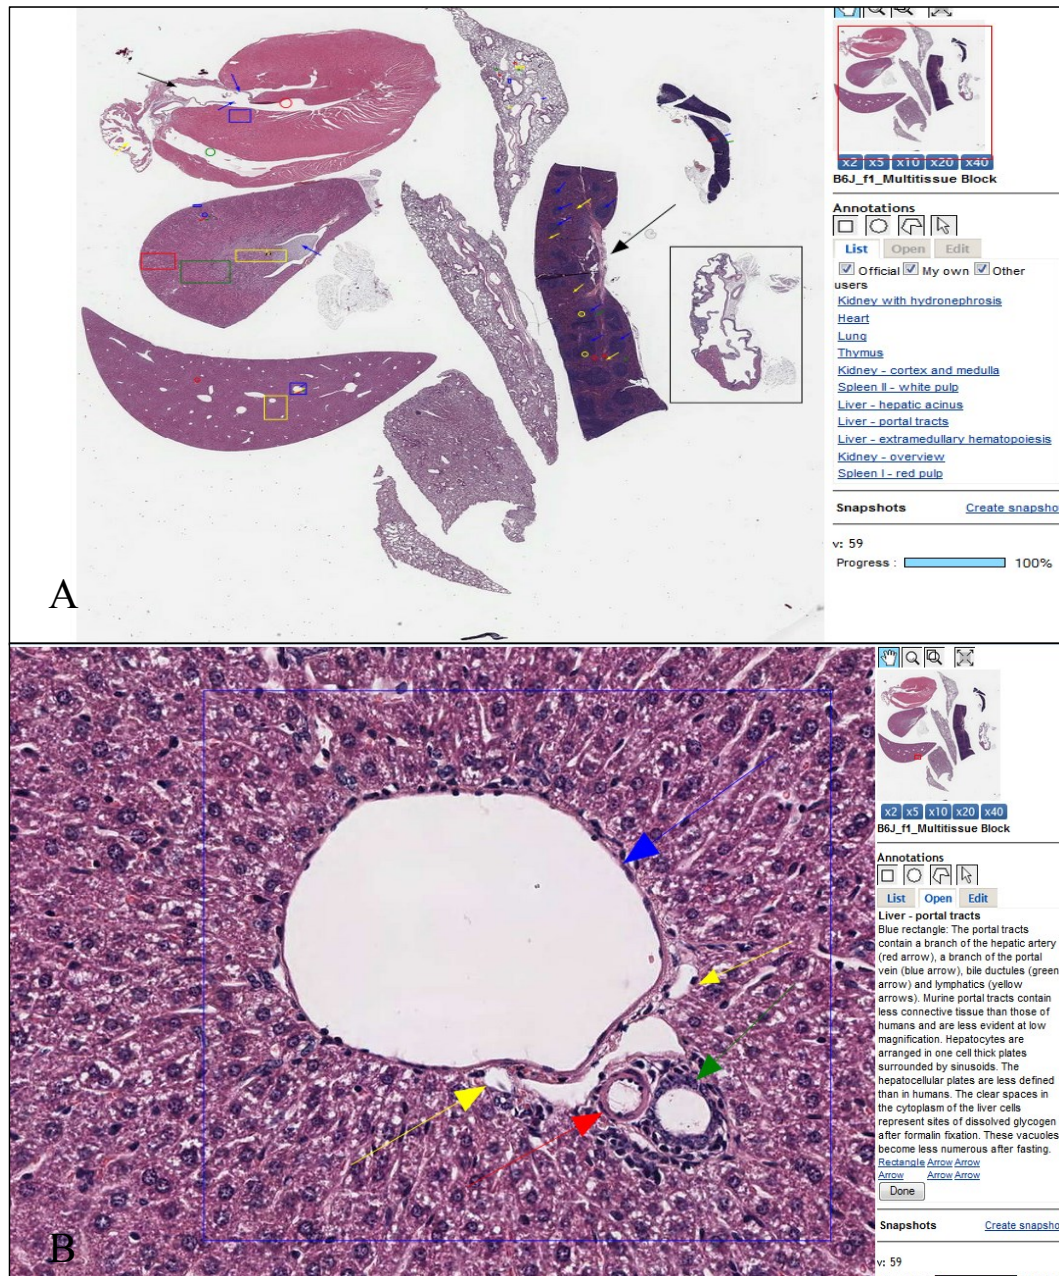 x2 x5 x10 x20 x40
B6J_f1_Multitissue Block
Annotations
List Open Edit
Official My own Other
users
Kidney with hydronephrosis
Heart
Lung
Thymus
Kidney - cortex and medulla
Spleen II - white pulp
Liver - hepatic acinus
Liver - portal tracts
Liver - extramedullary hematopoiesis
Kidney - overview
Spleen I - red pulp
Snapshots Create snapsho
v: 59
Progress : 100%
A
x2 x5 x10 x20 x40
B6J_f1_Multitissue Block
Annotations
List Open Edit
Liver - portal tracts
Blue rectangle: The portal tracts
contain a branch of the hepatic artery
(red arrow), a branch of the portal
vein (blue arrow), bile ductules (green
arrow) and lymphatics (yellow
arrows). Murine portal tracts contain
less connective tissue than those of
humans and are less evident at low
magnification. Hepatocytes are
arranged in one cell thick plates
surrounded by sinusoids. The
hepatocellular plates are less defined
than in humans. The clear spaces in
the cytoplasm of the liver cells
represent sites of dissolved glycogen
after formalin fixation. These vacuoles
become less numerous after fasting.
Rectangle Arrow Arrow
Arrow Arrow Arrow
Done
Snapshots Create snapsho
v: 59
B